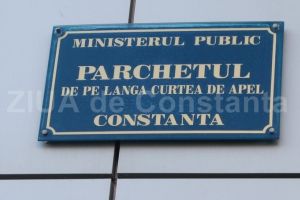 MINISTERUL PUBLIC
PARCHETUL
DE PE LANGA CURTEA DE APEL
ZIUA de Constanta
CONSTANTA